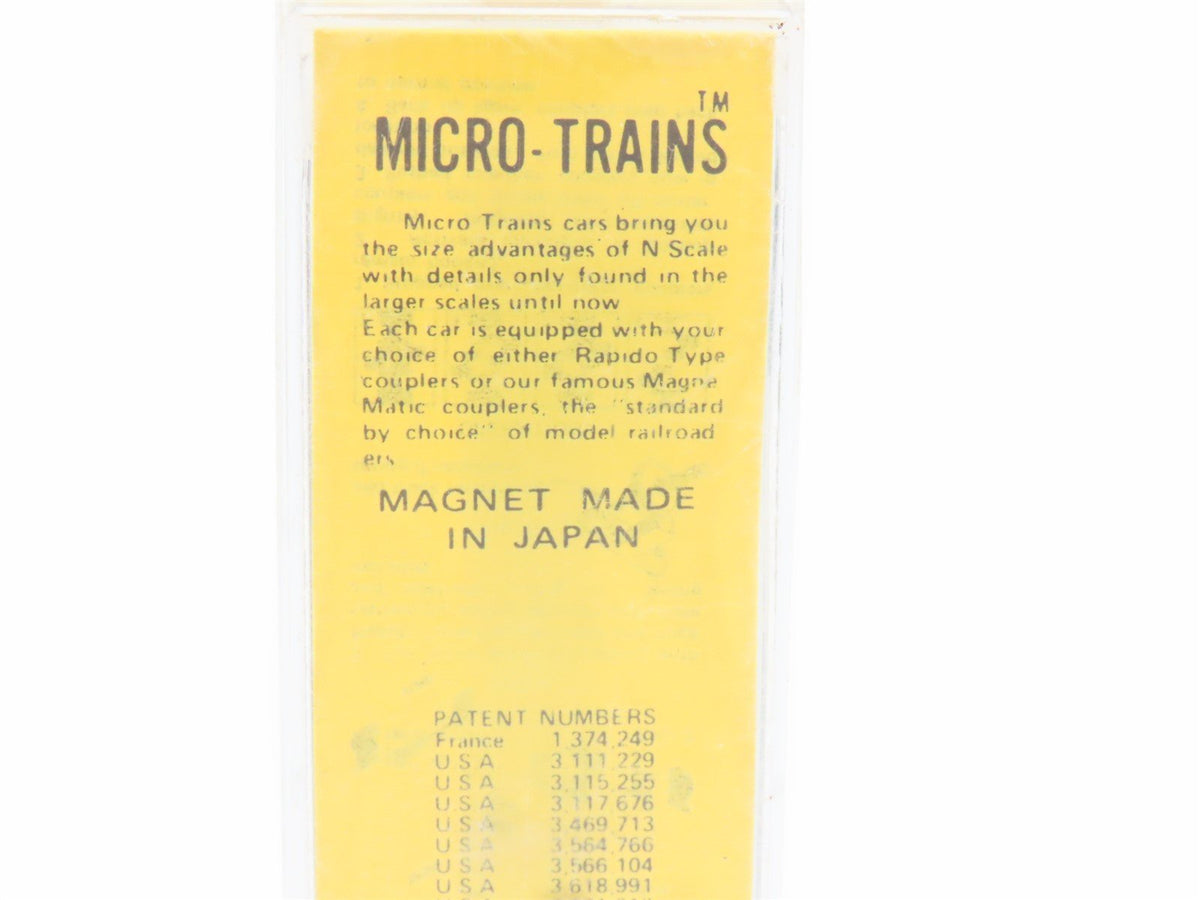 TM
MICRO-TRAINS
Micro Trains cars bring you
the size advantages of N Scale
with details only found in the
larger scales until now
Each car is equipped with your
choice of either Rapido Type
couplers or our famous Magna
Matic couplers, the "standard
by choice" of model railroad
ers
MAGNET MADE
IN JAPAN
PATENT NUMBERS
France 1 374,249
U S A 3 111,229
U S A 3,115,255
U.S A 3,117 676
U S A 3 469,713
U S A 3,564,766
U S A 3,566 104
U S A 3 618,991